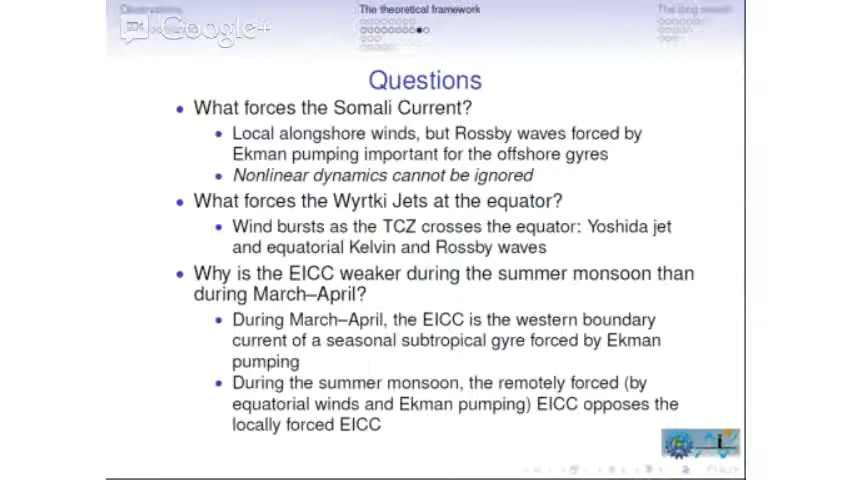 Observations
The theoretical framework
Google+
Questions
• What forces the Somali Current?
• Local alongshore winds, but Rossby waves forced by
Ekman pumping important for the offshore gyres
• Nonlinear dynamics cannot be ignored
• What forces the Wyrtki Jets at the equator?
• Wind bursts as the TCZ crosses the equator: Yoshida jet
and equatorial Kelvin and Rossby waves
• Why is the EICC weaker during the summer monsoon than
during March–April?
• During March–April, the EICC is the western boundary
current of a seasonal subtropical gyre forced by Ekman
pumping
• During the summer monsoon, the remotely forced (by
equatorial winds and Ekman pumping) EICC opposes the
locally forced EICC